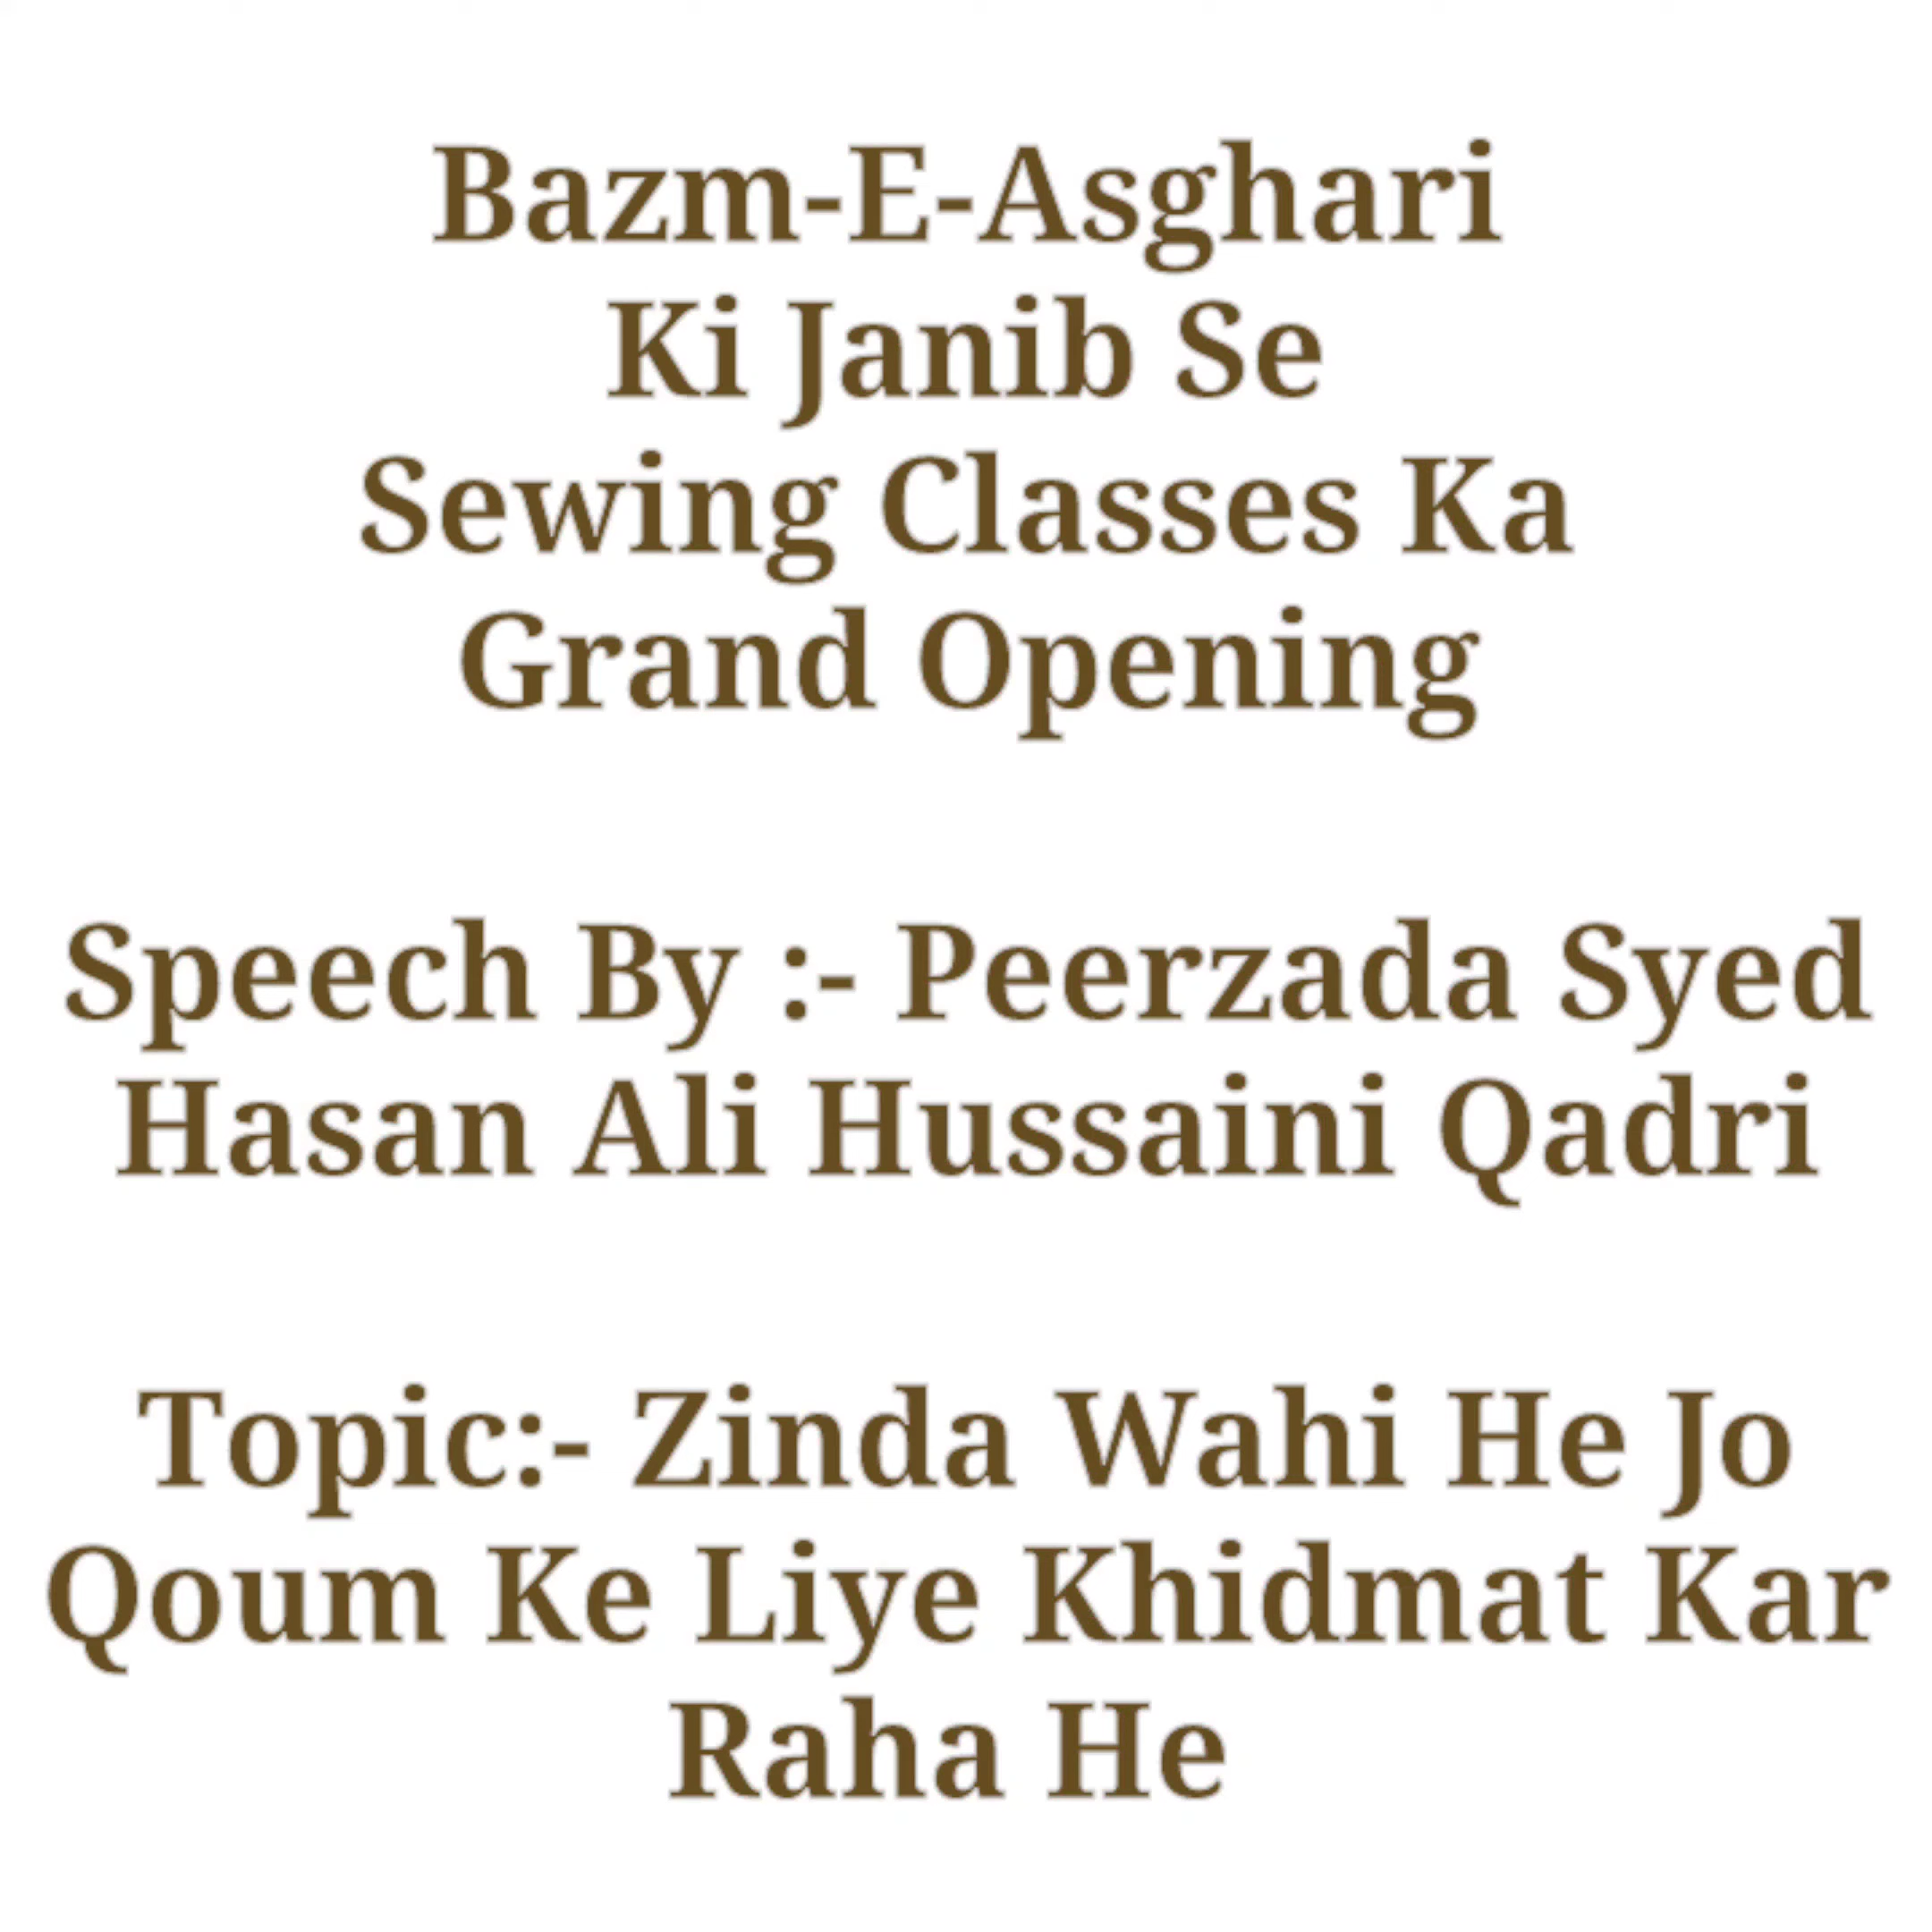 Bazm-E-Asghari
Ki Janib Se
Sewing Classes Ka
Grand Opening
Speech By :- Peerzada Syed
Hasan Ali Hussaini Qadri
Topic:- Zinda Wahi He Jo
Qoum Ke Liye Khidmat Kar
Raha He